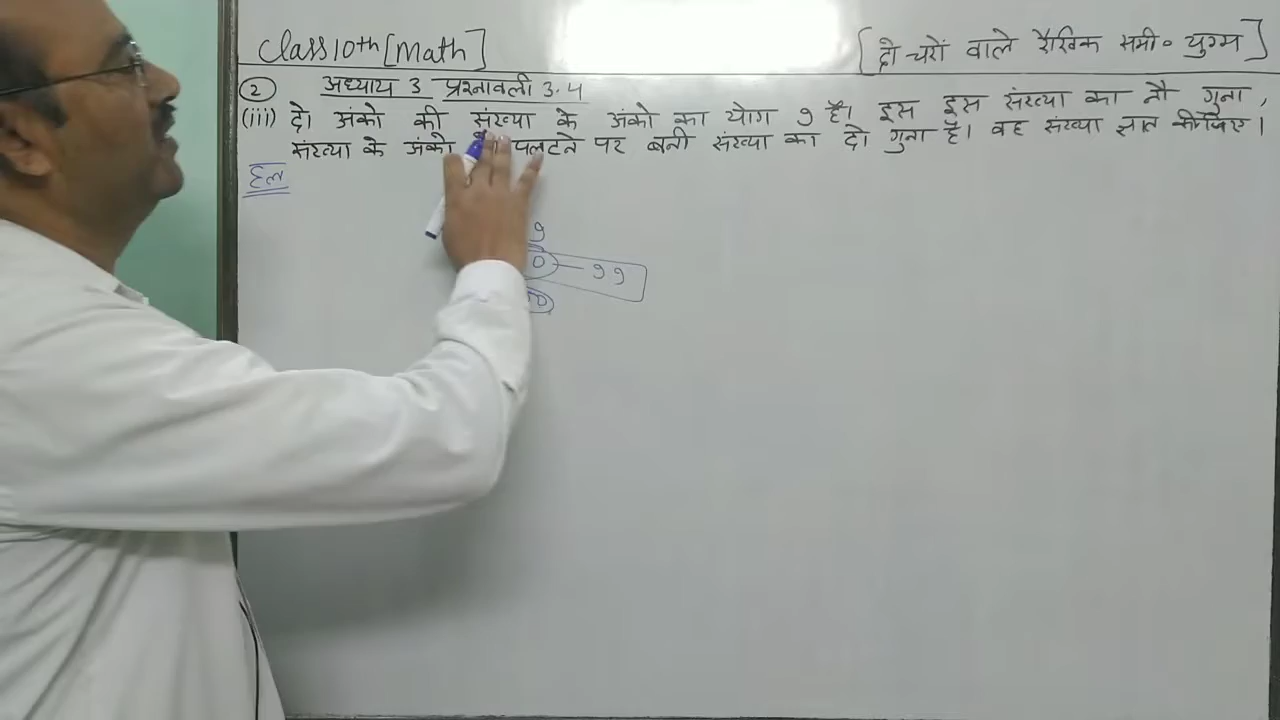 Class 10th [Math]
[दो चरों वाले रैखिक समी॰ युग्म]
② अध्याय 3 प्रश्नावली 3.4
(iii) दो अंको की संख्या के अंको का योग 9 है। इस इस संख्या का नौ गुना,
संख्या के अंको पलटने पर बनी संख्या का दो गुना है। वह संख्या ज्ञात कीजिए।
हल
9
0 — 99